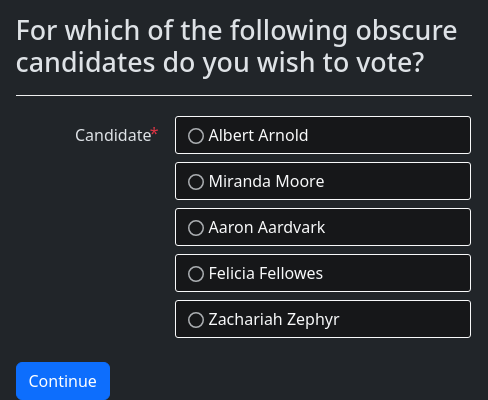 For which of the following obscure
candidates do you wish to vote?
Candidate*
Albert Arnold
Miranda Moore
Aaron Aardvark
Felicia Fellowes
Zachariah Zephyr
Continue